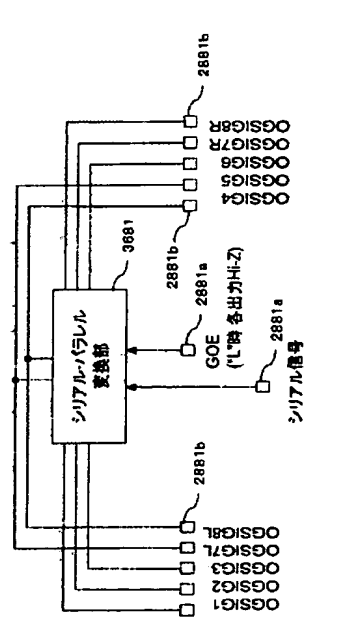 2881b
OGSIG8R
OGSIG7R
OGSIG6
OGSIG5
OGSIG4
2881b
3681
シリアル-パラレル
変換部
2881a
GOE
("L"時 各出力Hi-Z)
2881a
シリアル信号
2881b
OGSIG8L
OGSIG7L
OGSIG3
OGSIG2
OGSIG1